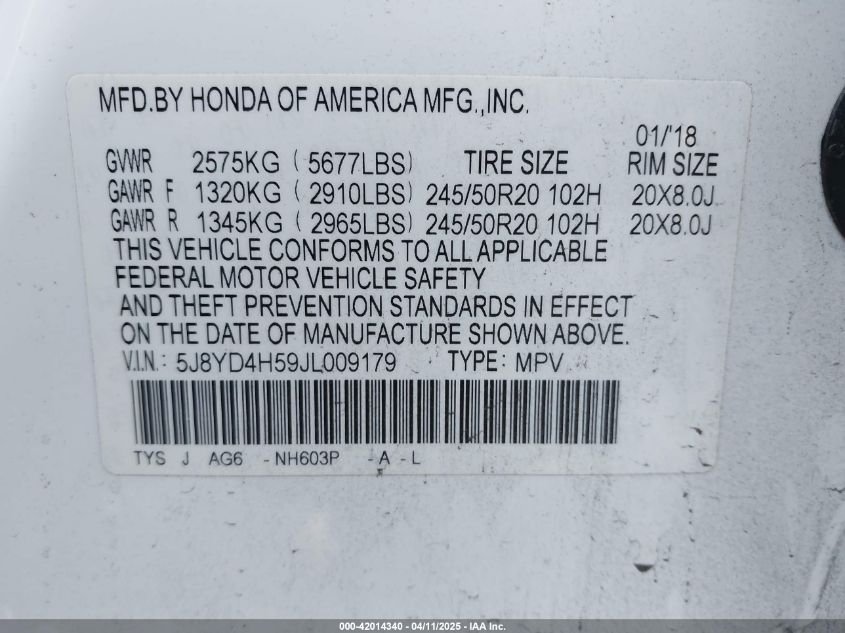 MFD.BY HONDA OF AMERICA MFG.,INC.
01/'18
GVWR 2575KG ( 5677LBS) TIRE SIZE RIM SIZE
GAWR F 1320KG ( 2910LBS) 245/50R20 102H 20X8.0J
GAWR R 1345KG ( 2965LBS) 245/50R20 102H 20X8.0J
THIS VEHICLE CONFORMS TO ALL APPLICABLE
FEDERAL MOTOR VEHICLE SAFETY
AND THEFT PREVENTION STANDARDS IN EFFECT
ON THE DATE OF MANUFACTURE SHOWN ABOVE.
V.I.N.: 5J8YD4H59JL009179 TYPE: MPV
TYS J AG6 -NH603P -A -L
000-42014340 - 04/11/2025 - IAA Inc.